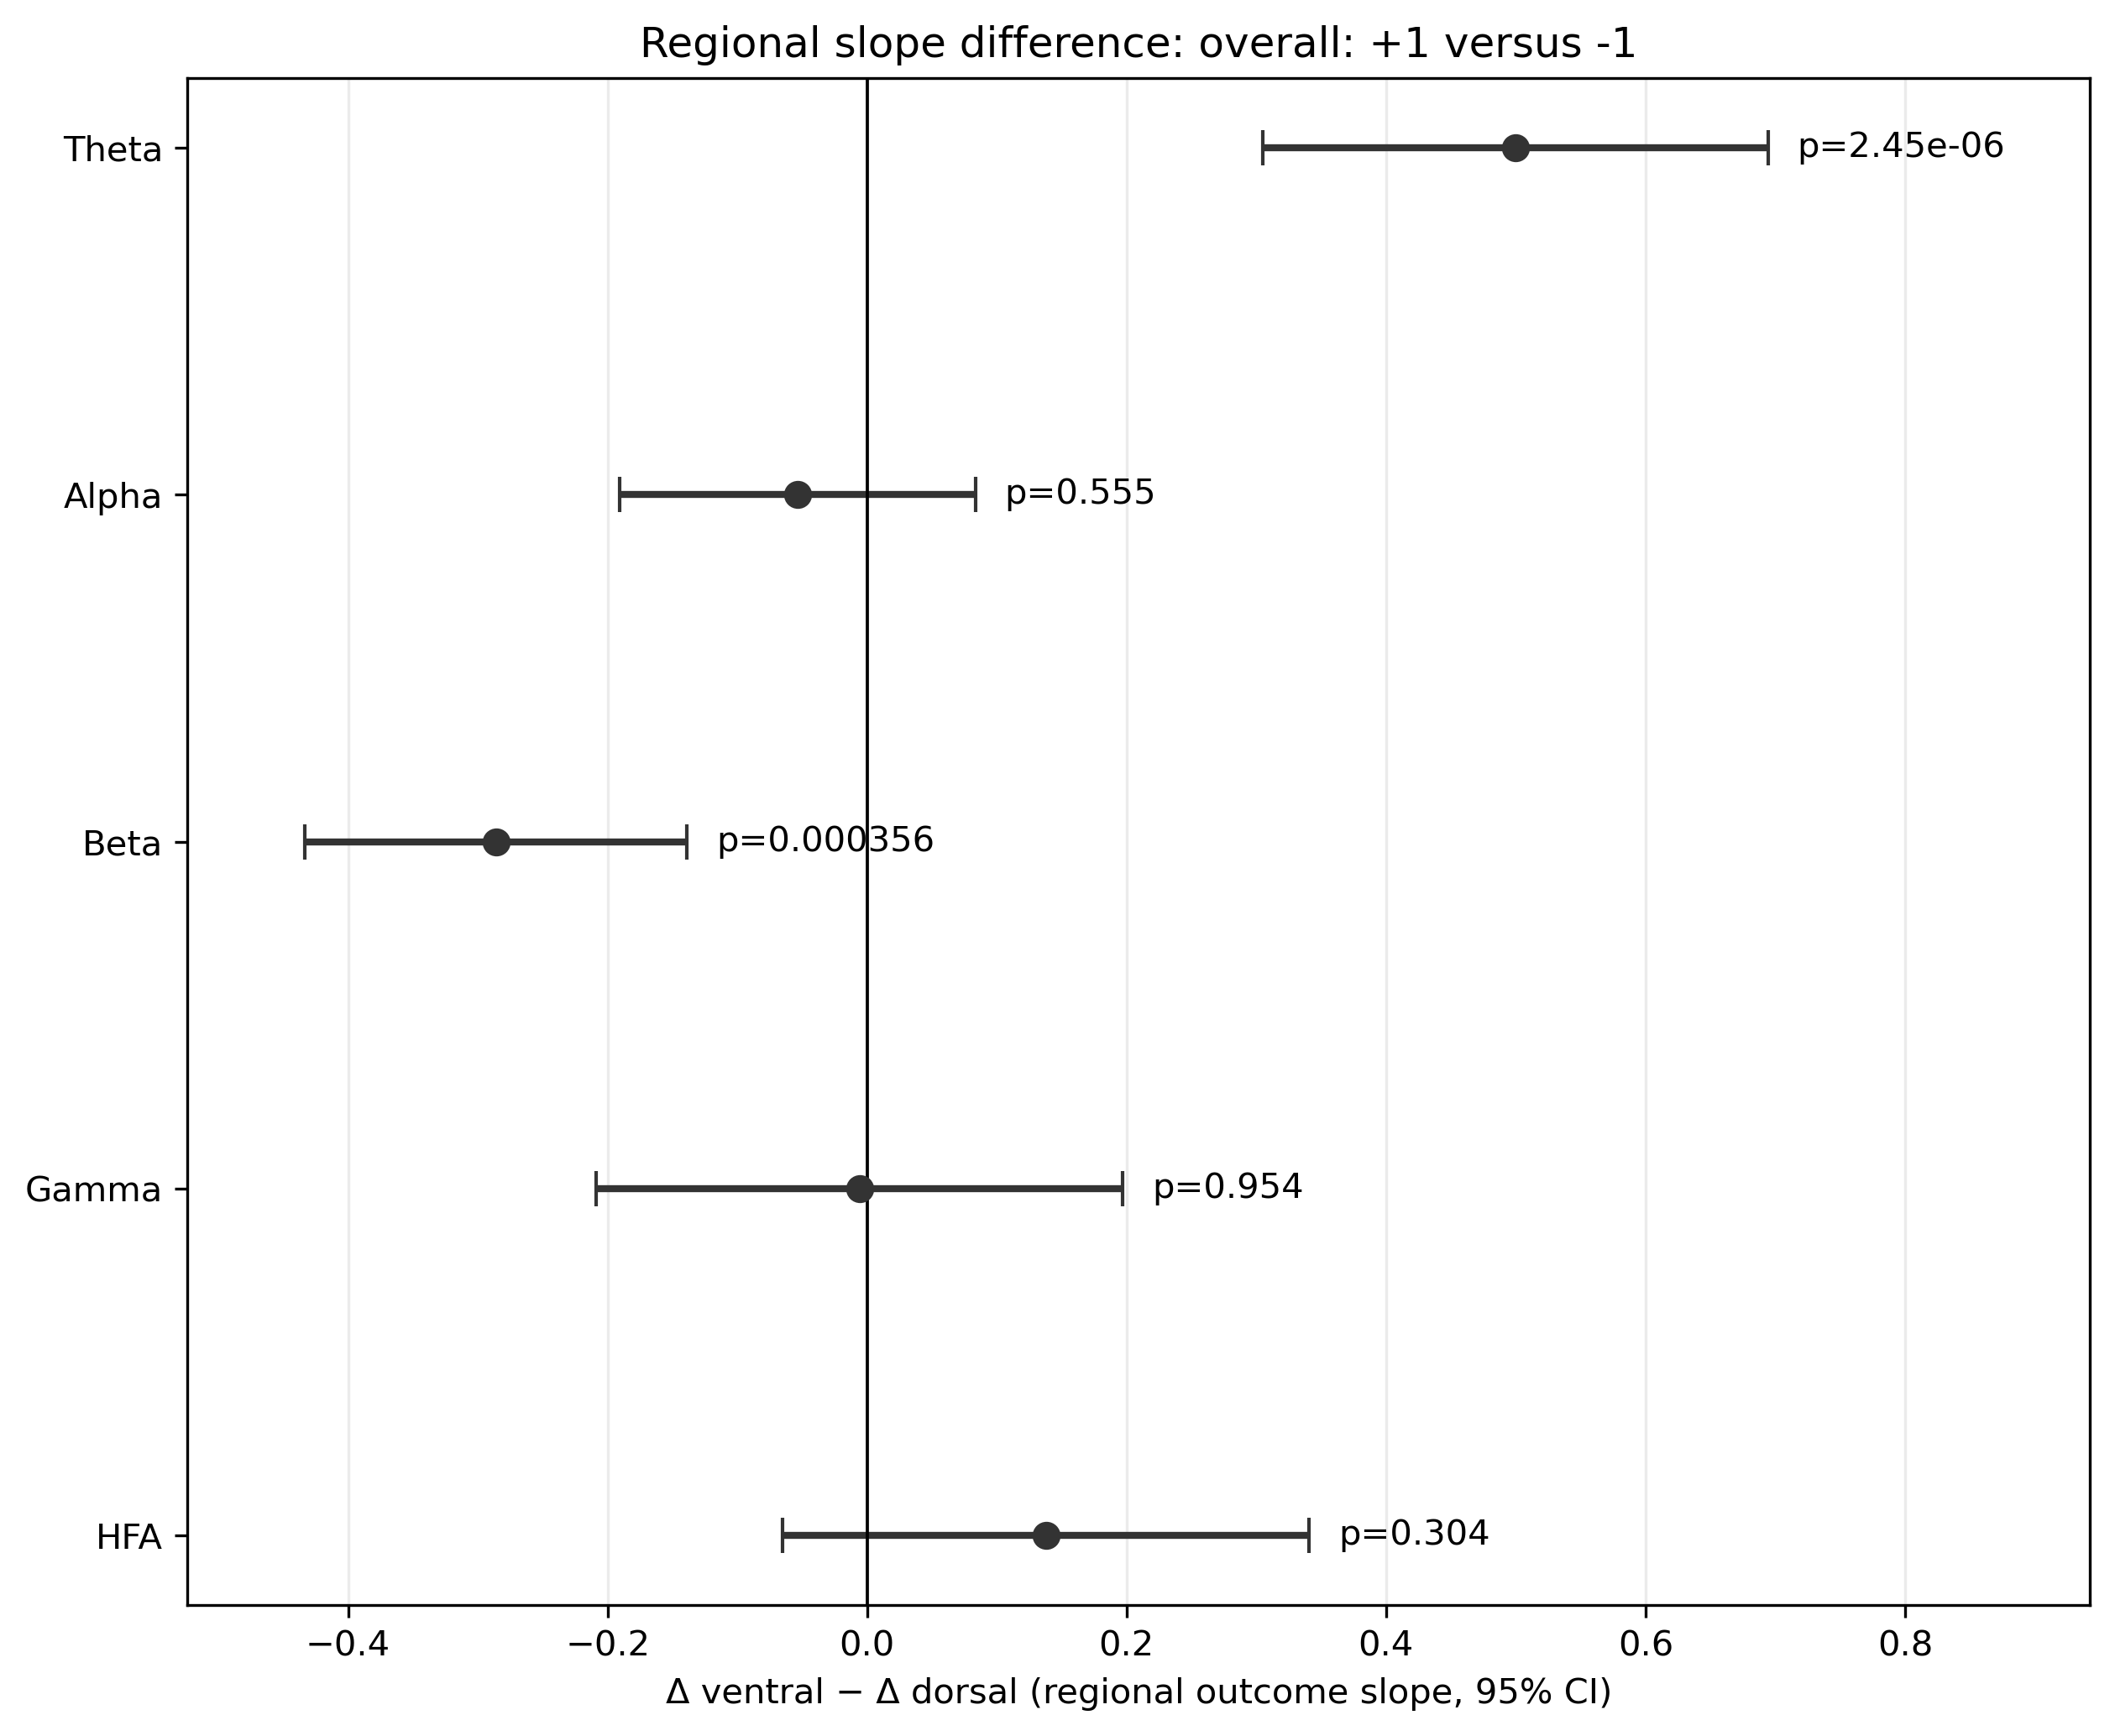 Regional slope difference: overall: +1 versus -1
Theta
p=2.45e-06
Alpha
p=0.555
Beta
p=0.000356
Gamma
p=0.954
HFA
p=0.304
−0.4 −0.2 0.0 0.2 0.4 0.6 0.8
Δ ventral − Δ dorsal (regional outcome slope, 95% CI)